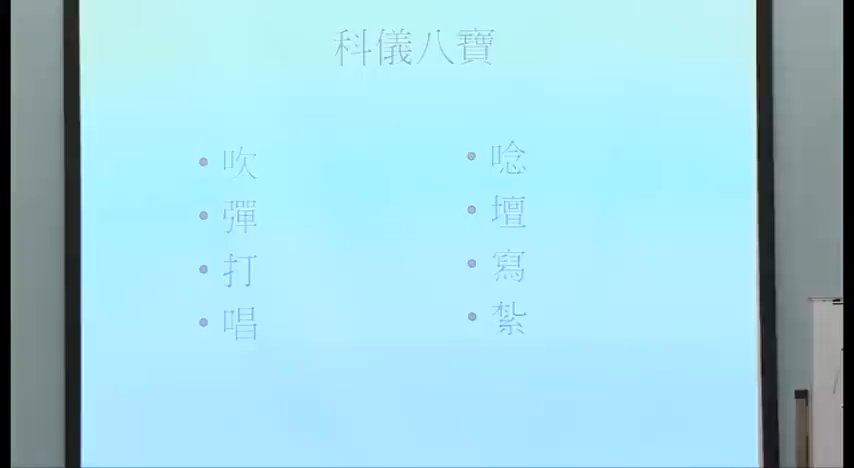 科儀八寶
• 吹
• 彈
• 打
• 唱
• 唸
• 壇
• 寫
• 紮